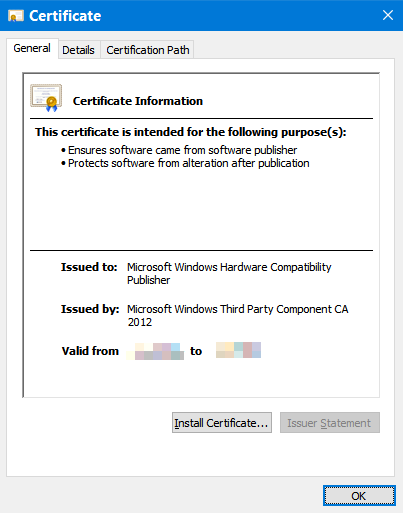 Certificate
General Details Certification Path
Certificate Information
This certificate is intended for the following purpose(s):
• Ensures software came from software publisher
• Protects software from alteration after publication
Issued to: Microsoft Windows Hardware Compatibility
Publisher
Issued by: Microsoft Windows Third Party Component CA
2012
Valid from to
Install Certificate... Issuer Statement
OK